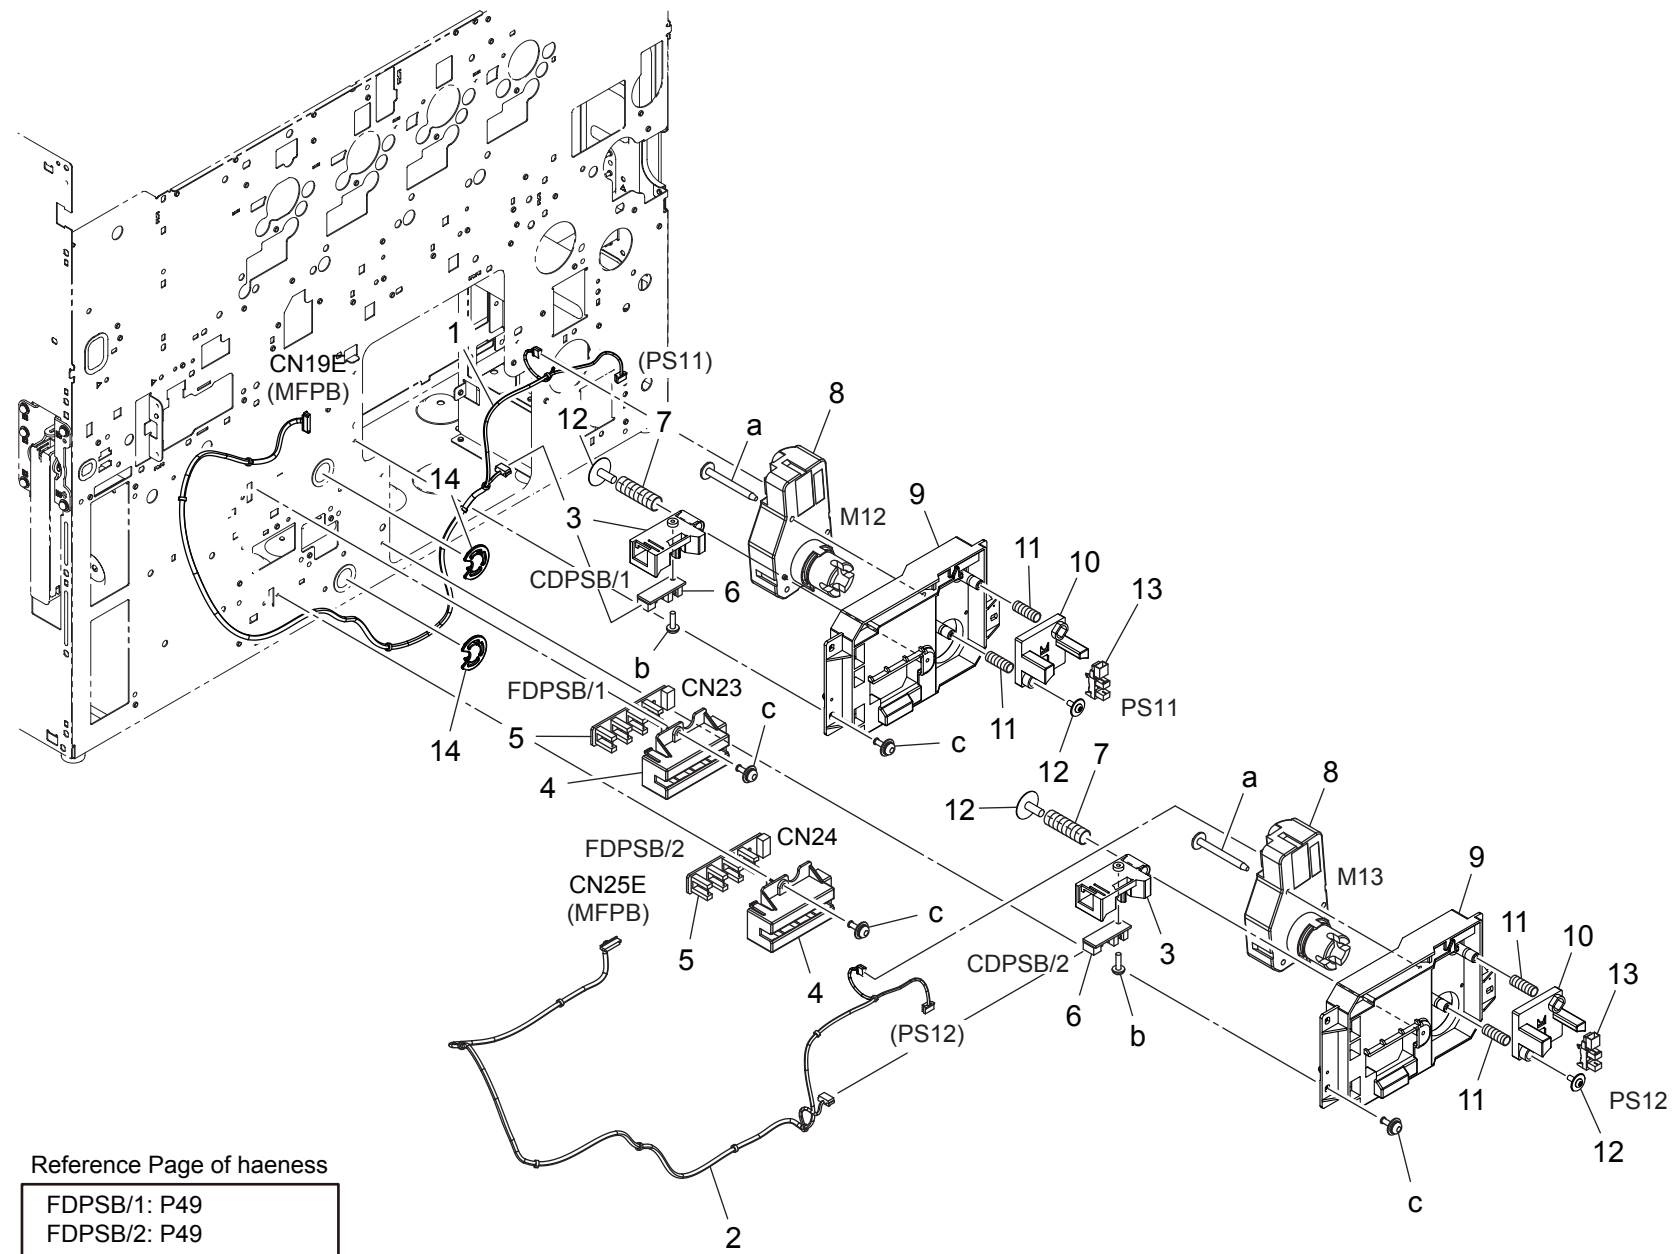 1
CN19E
(MFPB)
(PS11)
12
7
a
8
14
3
M12
9
CDPSB/1
6
11
10
13
b
FDPSB/1
CN23
c
11
PS11
5
14
c
12
4
12
7
a
8
FDPSB/2
CN24
M13
9
CN25E
(MFPB)
c
5
4
CDPSB/2
3
11
10
13
6
b
(PS12)
11
PS12
12
c
2
Reference Page of haeness
FDPSB/1: P49
FDPSB/2: P49